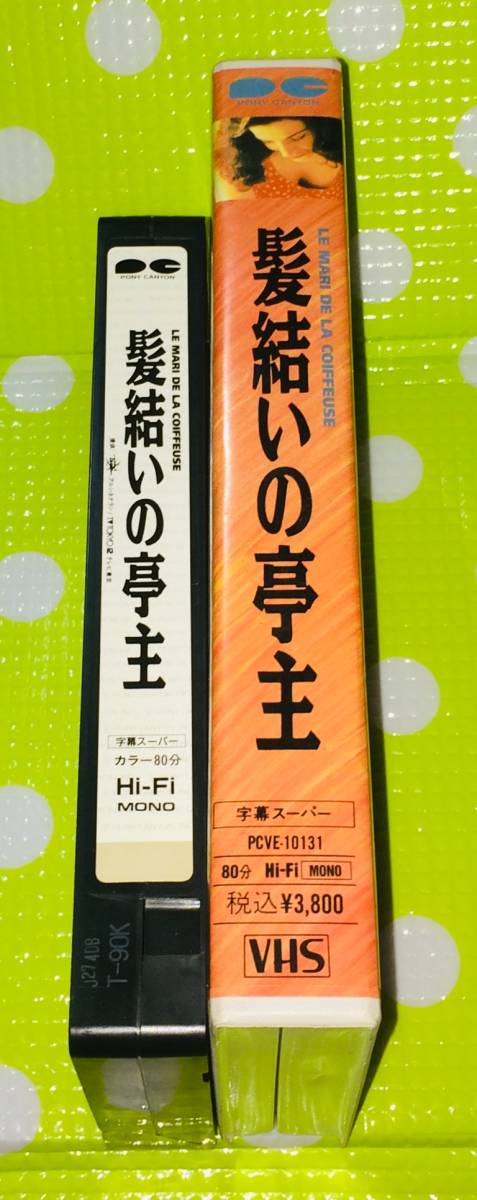 PONY CANYON
LE MARI DE LA COIFFEUSE
髪結いの亭主
字幕スーパー
カラー80分
Hi-Fi
MONO
T-90K
PONY CANYON
LE MARI DE LA COIFFEUSE
髪結いの亭主
字幕スーパー
PCVE-10131
80分 Hi-Fi MONO
税込¥3,800
VHS